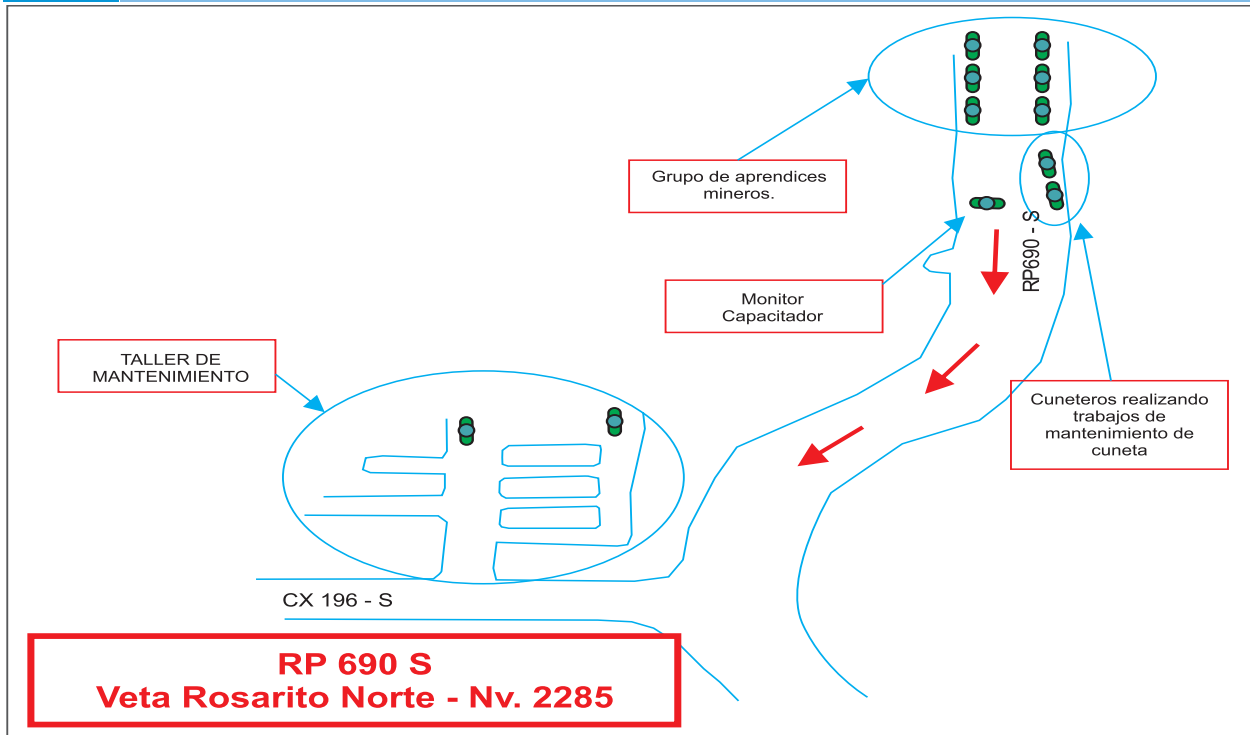 Grupo de aprendices
mineros.
RP690 - S
Monitor
Capacitador
TALLER DE
MANTENIMIENTO
Cuneteros realizando
trabajos de
mantenimiento de
cuneta
CX 196 - S
RP 690 S
Veta Rosarito Norte - Nv. 2285